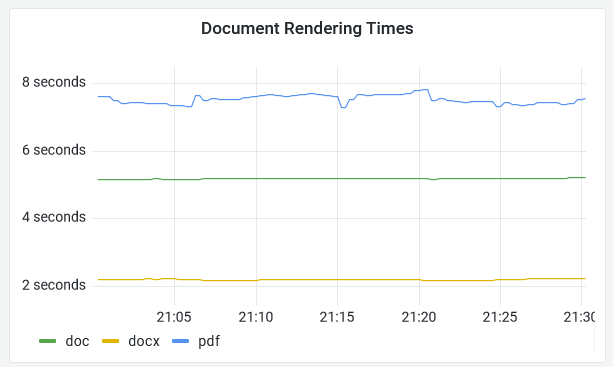 Document Rendering Times
8 seconds
6 seconds
4 seconds
2 seconds
21:05 21:10 21:15 21:20 21:25 21:30
doc docx pdf